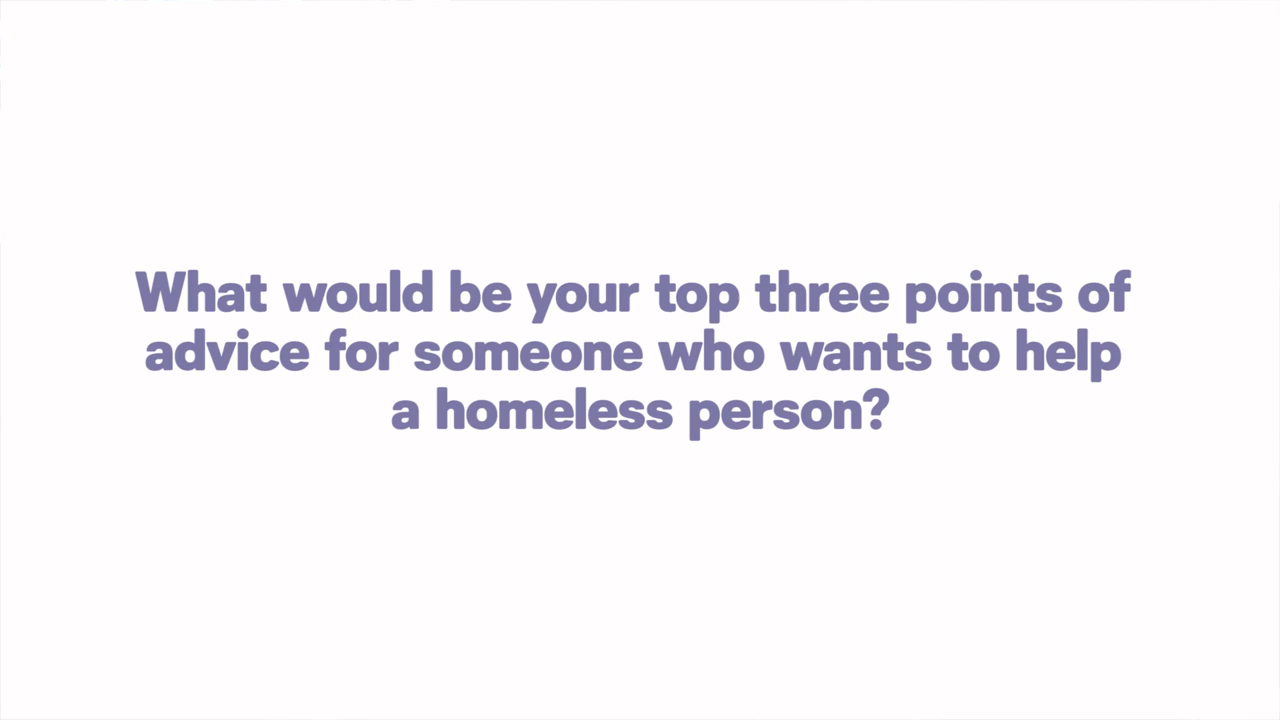 What would be your top three points of
advice for someone who wants to help
a homeless person?